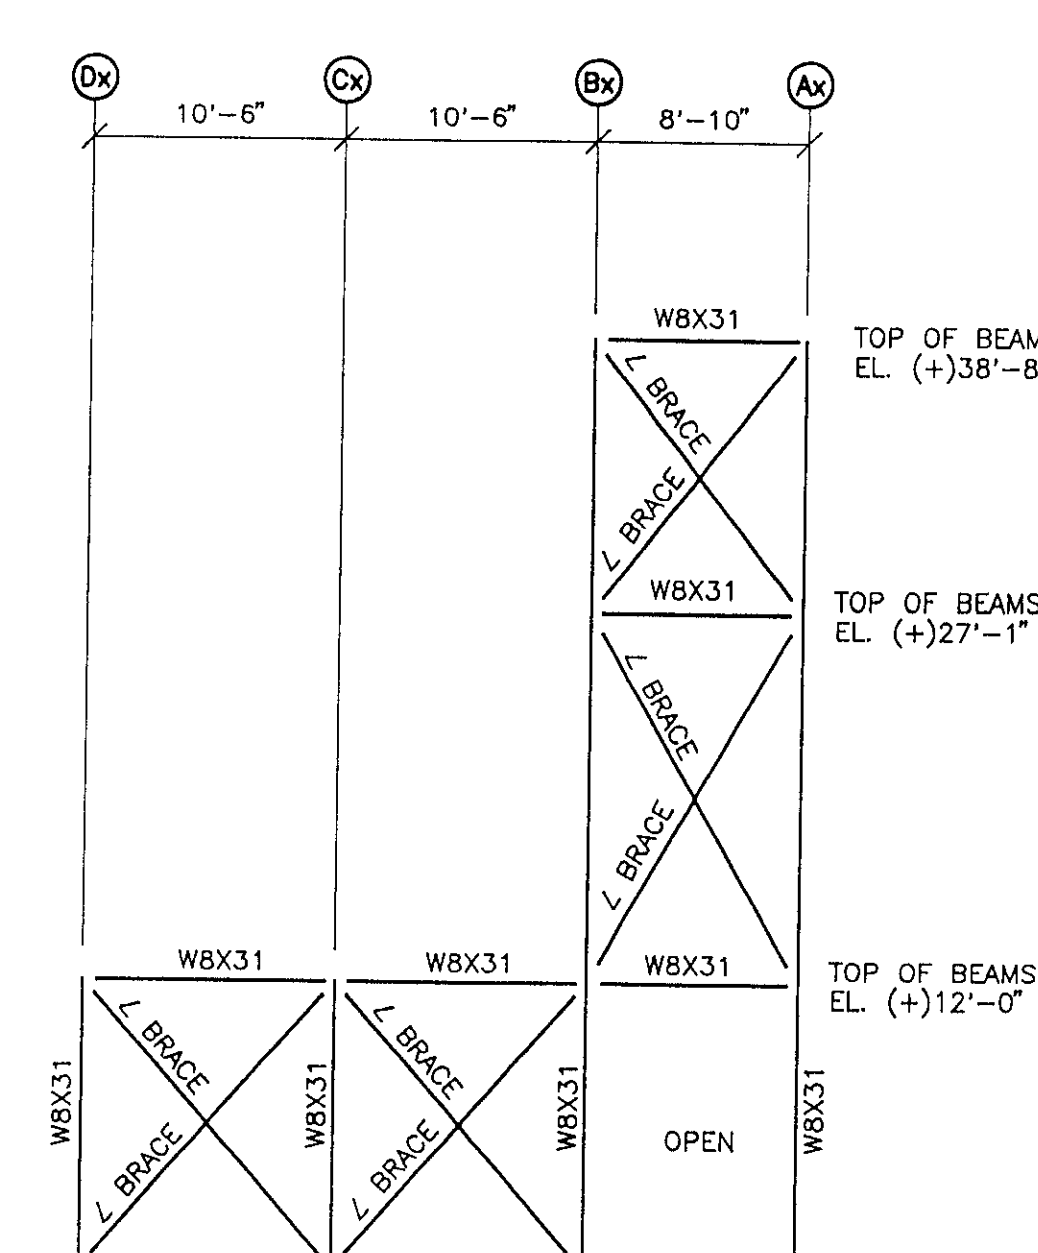 Dx Cx Bx Ax
10'-6" 10'-6" 8'-10"
W8X31
TOP OF
EL. (+)38'-8
L BRACE
L BRACE
W8X31
TOP OF BEAMS
EL. (+)27'-1"
L BRACE
L BRACE
W8X31 W8X31 W8X31
TOP OF BEAMS
EL. (+)12'-0"
L BRACE L BRACE
W8X31 W8X31 W8X31 W8X31
OPEN
L BRACE L BRACE